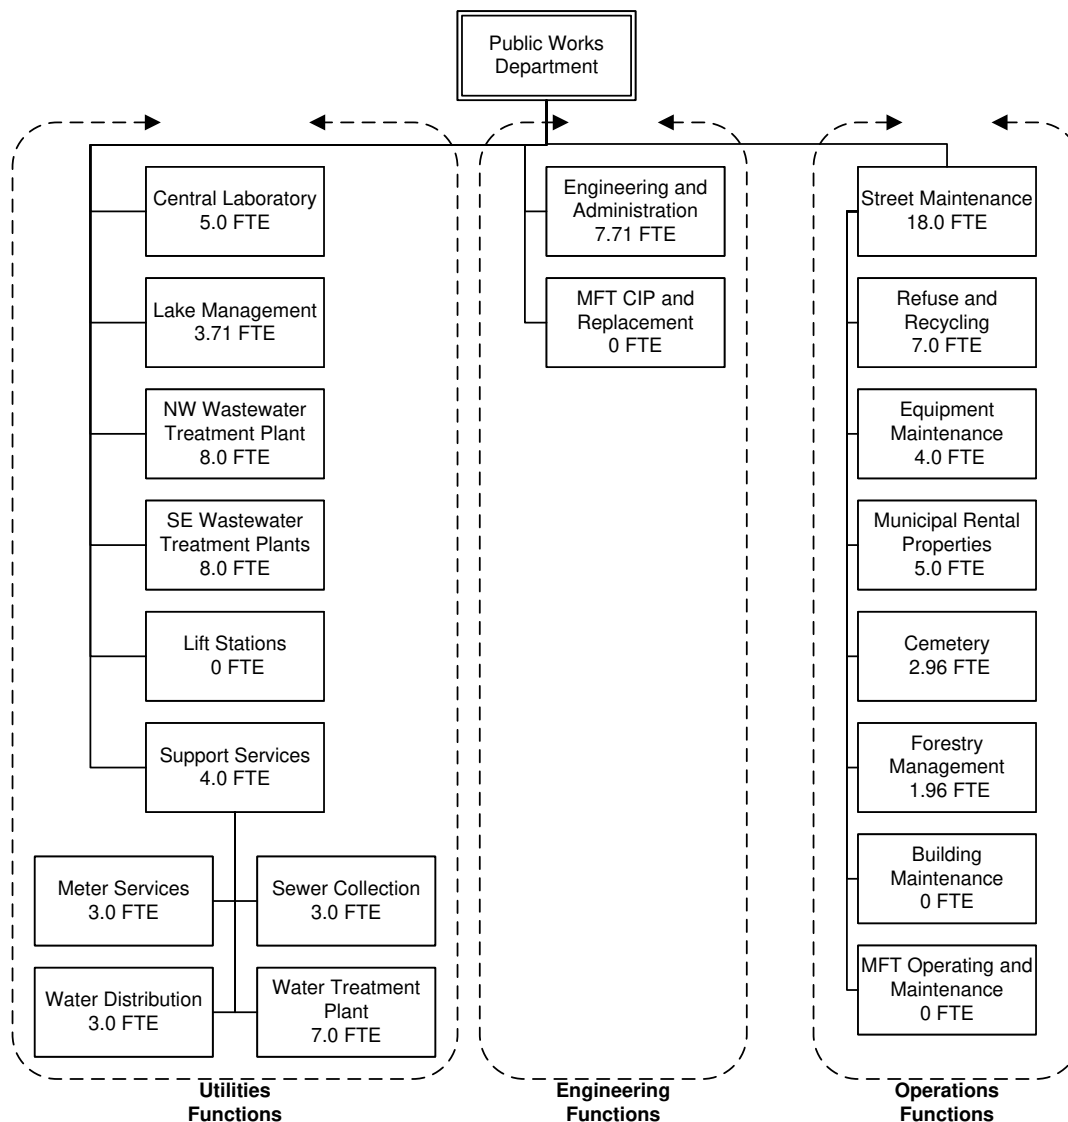 Public Works
Department
Central Laboratory
5.0 FTE
Lake Management
3.71 FTE
NW Wastewater
Treatment Plant
8.0 FTE
SE Wastewater
Treatment Plants
8.0 FTE
Lift Stations
0 FTE
Support Services
4.0 FTE
Meter Services
3.0 FTE
Sewer Collection
3.0 FTE
Water Distribution
3.0 FTE
Water Treatment
Plant
7.0 FTE
Utilities
Functions
Engineering and
Administration
7.71 FTE
MFT CIP and
Replacement
0 FTE
Engineering
Functions
Street Maintenance
18.0 FTE
Refuse and
Recycling
7.0 FTE
Equipment
Maintenance
4.0 FTE
Municipal Rental
Properties
5.0 FTE
Cemetery
2.96 FTE
Forestry
Management
1.96 FTE
Building
Maintenance
0 FTE
MFT Operating and
Maintenance
0 FTE
Operations
Functions